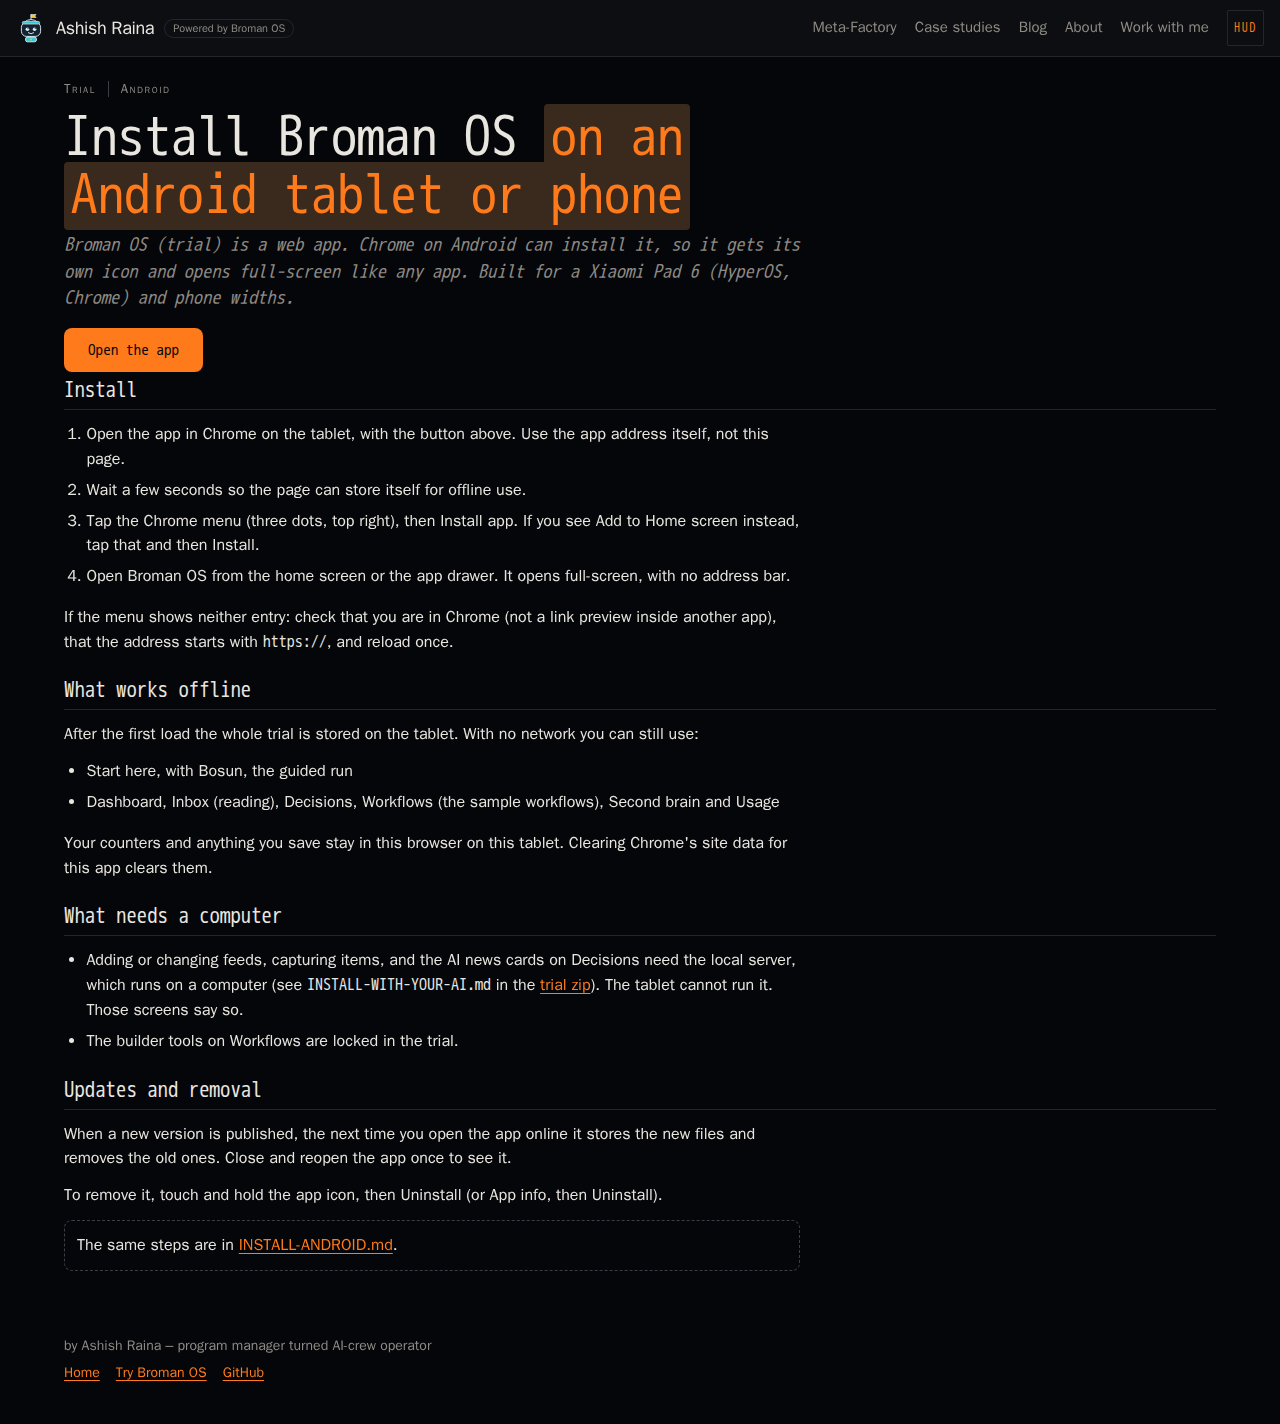 Ashish Raina
Powered by Broman OS
Meta-Factory
Case studies
Blog
About
Work with me
HUD
Trial | Android
Install Broman OS on an
Android tablet or phone
Broman OS (trial) is a web app. Chrome on Android can install it, so it gets its
own icon and opens full-screen like any app. Built for a Xiaomi Pad 6 (HyperOS,
Chrome) and phone widths.
Open the app
Install
1. Open the app in Chrome on the tablet, with the button above. Use the app address itself, not this
page.
2. Wait a few seconds so the page can store itself for offline use.
3. Tap the Chrome menu (three dots, top right), then Install app. If you see Add to Home screen instead,
tap that and then Install.
4. Open Broman OS from the home screen or the app drawer. It opens full-screen, with no address bar.
If the menu shows neither entry: check that you are in Chrome (not a link preview inside another app),
that the address starts with https://, and reload once.
What works offline
After the first load the whole trial is stored on the tablet. With no network you can still use:
• Start here, with Bosun, the guided run
• Dashboard, Inbox (reading), Decisions, Workflows (the sample workflows), Second brain and Usage
Your counters and anything you save stay in this browser on this tablet. Clearing Chrome's site data for
this app clears them.
What needs a computer
• Adding or changing feeds, capturing items, and the AI news cards on Decisions need the local server,
which runs on a computer (see INSTALL-WITH-YOUR-AI.md in the trial zip). The tablet cannot run it.
Those screens say so.
• The builder tools on Workflows are locked in the trial.
Updates and removal
When a new version is published, the next time you open the app online it stores the new files and
removes the old ones. Close and reopen the app once to see it.
To remove it, touch and hold the app icon, then Uninstall (or App info, then Uninstall).
The same steps are in INSTALL-ANDROID.md.
by Ashish Raina – program manager turned AI-crew operator
Home
Try Broman OS
GitHub